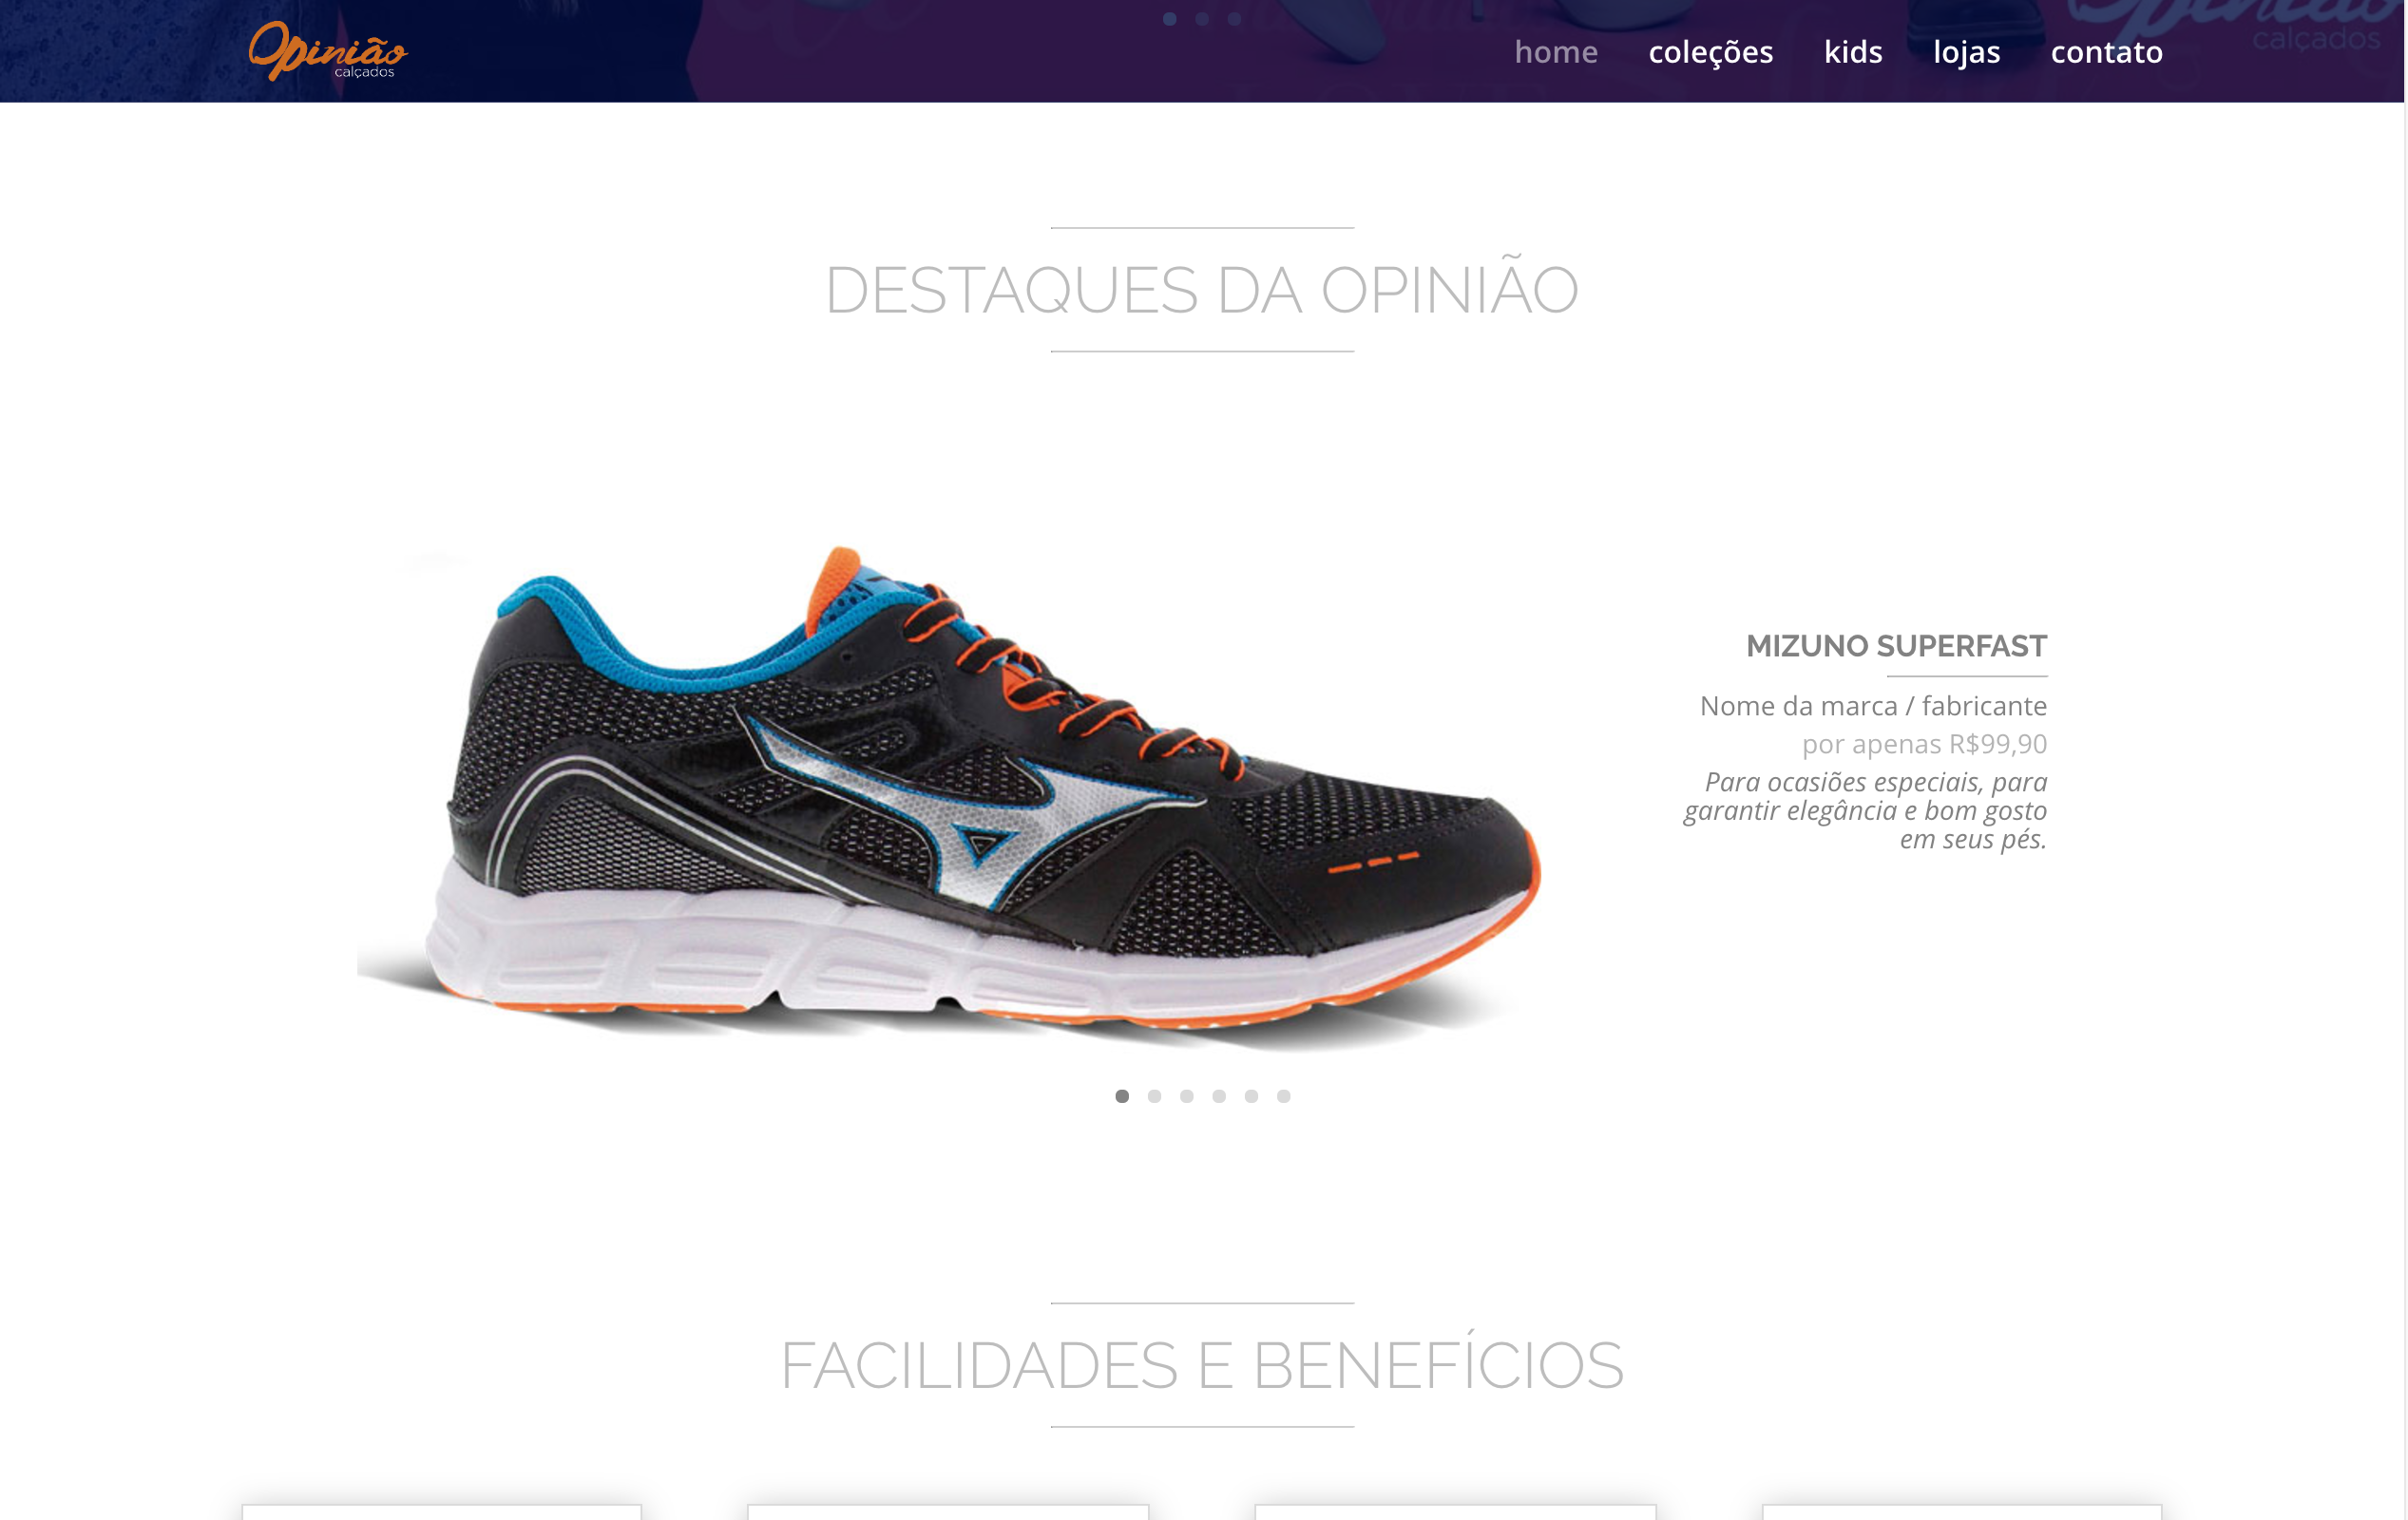 Opinião
calçados
home coleções kids lojas contato
Opinião
calçados
DESTAQUES DA OPINIÃO
MIZUNO SUPERFAST
Nome da marca / fabricante
por apenas R$99,90
Para ocasiões especiais, para
garantir elegância e bom gosto
em seus pés.
FACILIDADES E BENEFÍCIOS